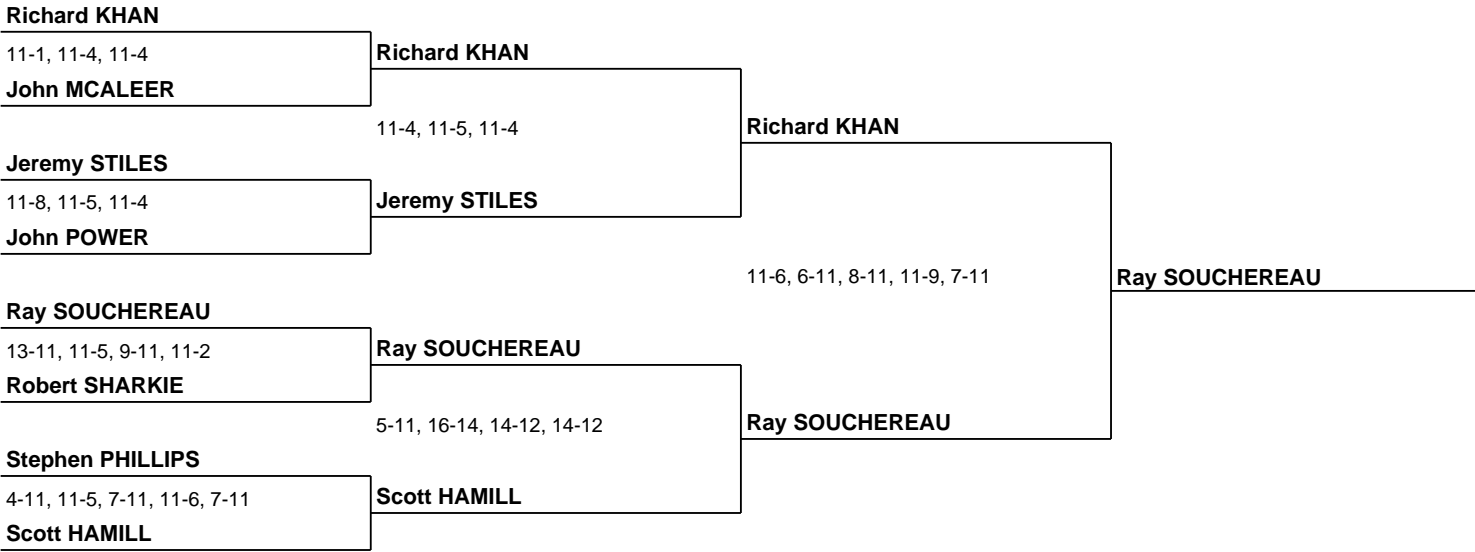 Richard KHAN
11-1, 11-4, 11-4
Richard KHAN
John MCALEER
11-4, 11-5, 11-4
Richard KHAN
Jeremy STILES
11-8, 11-5, 11-4
Jeremy STILES
John POWER
11-6, 6-11, 8-11, 11-9, 7-11
Ray SOUCHEREAU
Ray SOUCHEREAU
13-11, 11-5, 9-11, 11-2
Ray SOUCHEREAU
Robert SHARKIE
5-11, 16-14, 14-12, 14-12
Ray SOUCHEREAU
Stephen PHILLIPS
4-11, 11-5, 7-11, 11-6, 7-11
Scott HAMILL
Scott HAMILL